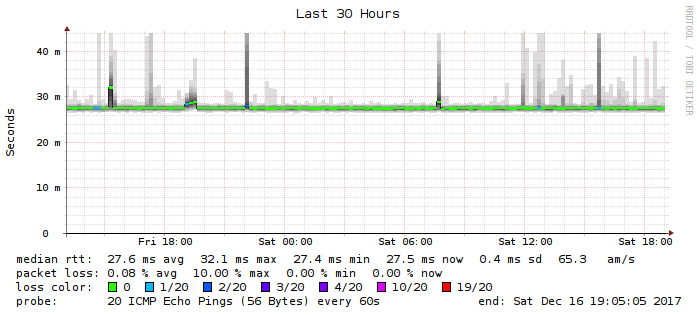 Last 30 Hours
RRDTOOL / TOBI OETIKER
Seconds
40 m
30 m
20 m
10 m
0
Fri 18:00 Sat 00:00 Sat 06:00 Sat 12:00 Sat 18:00
median rtt: 27.6 ms avg 32.1 ms max 27.4 ms min 27.5 ms now 0.4 ms sd 65.3 am/s
packet loss: 0.08 % avg 10.00 % max 0.00 % min 0.00 % now
loss color: 0 1/20 2/20 3/20 4/20 10/20 19/20
probe: 20 ICMP Echo Pings (56 Bytes) every 60s end: Sat Dec 16 19:05:05 2017